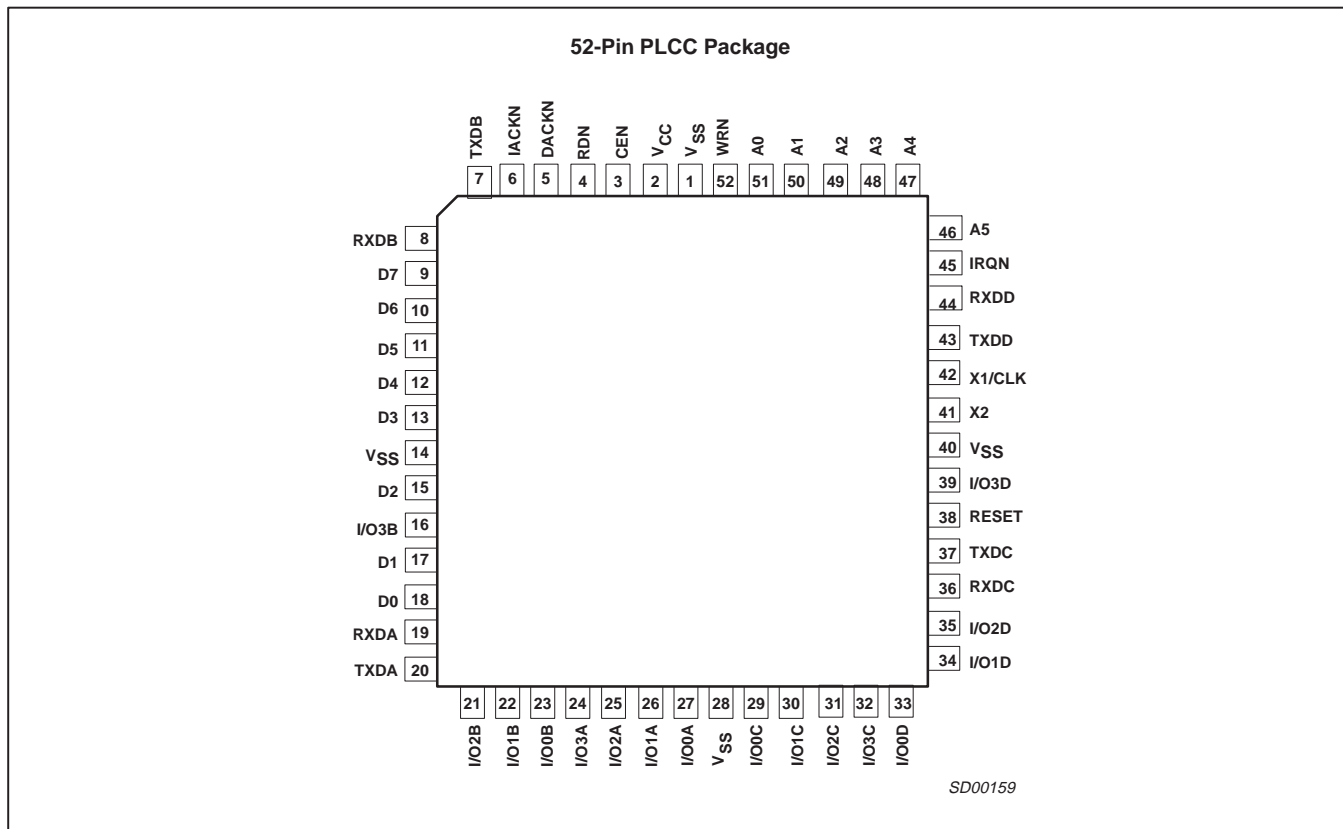 52-Pin PLCC Package
TXDB IACKN DACKN RDN CEN VCC VSS WRN A0 A1 A2 A3 A4
7 6 5 4 3 2 1 52 51 50 49 48 47
RXDB 8
D7 9
D6 10
D5 11
D4 12
D3 13
VSS 14
D2 15
I/O3B 16
D1 17
D0 18
RXDA 19
TXDA 20
46 A5
45 IRQN
44 RXDD
43 TXDD
42 X1/CLK
41 X2
40 VSS
39 I/O3D
38 RESET
37 TXDC
36 RXDC
35 I/O2D
34 I/O1D
21 22 23 24 25 26 27 28 29 30 31 32 33
I/O2B I/O1B I/O0B I/O3A I/O2A I/O1A I/O0A VSS I/O0C I/O1C I/O2C I/O3C I/O0D
SD00159